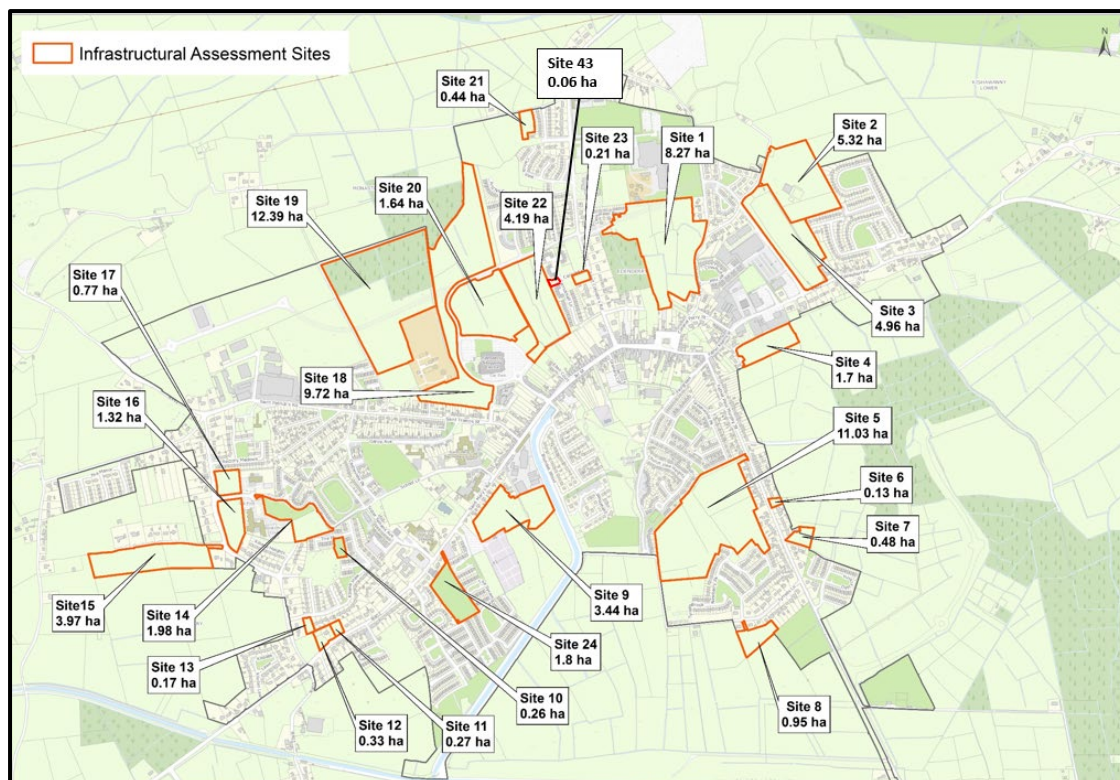 Infrastructural Assessment Sites
N
Site 43
0.06 ha
Site 21
0.44 ha
Site 23
0.21 ha
Site 1
8.27 ha
Site 2
5.32 ha
Site 20
1.64 ha
Site 22
4.19 ha
Site 19
12.39 ha
Site 17
0.77 ha
Site 3
4.96 ha
Site 4
1.7 ha
Site 18
9.72 ha
Site 16
1.32 ha
Site 5
11.03 ha
Site 6
0.13 ha
Site 7
0.48 ha
Site15
3.97 ha
Site 14
1.98 ha
Site 9
3.44 ha
Site 24
1.8 ha
Site 13
0.17 ha
Site 10
0.26 ha
Site 8
0.95 ha
Site 12
0.33 ha
Site 11
0.27 ha